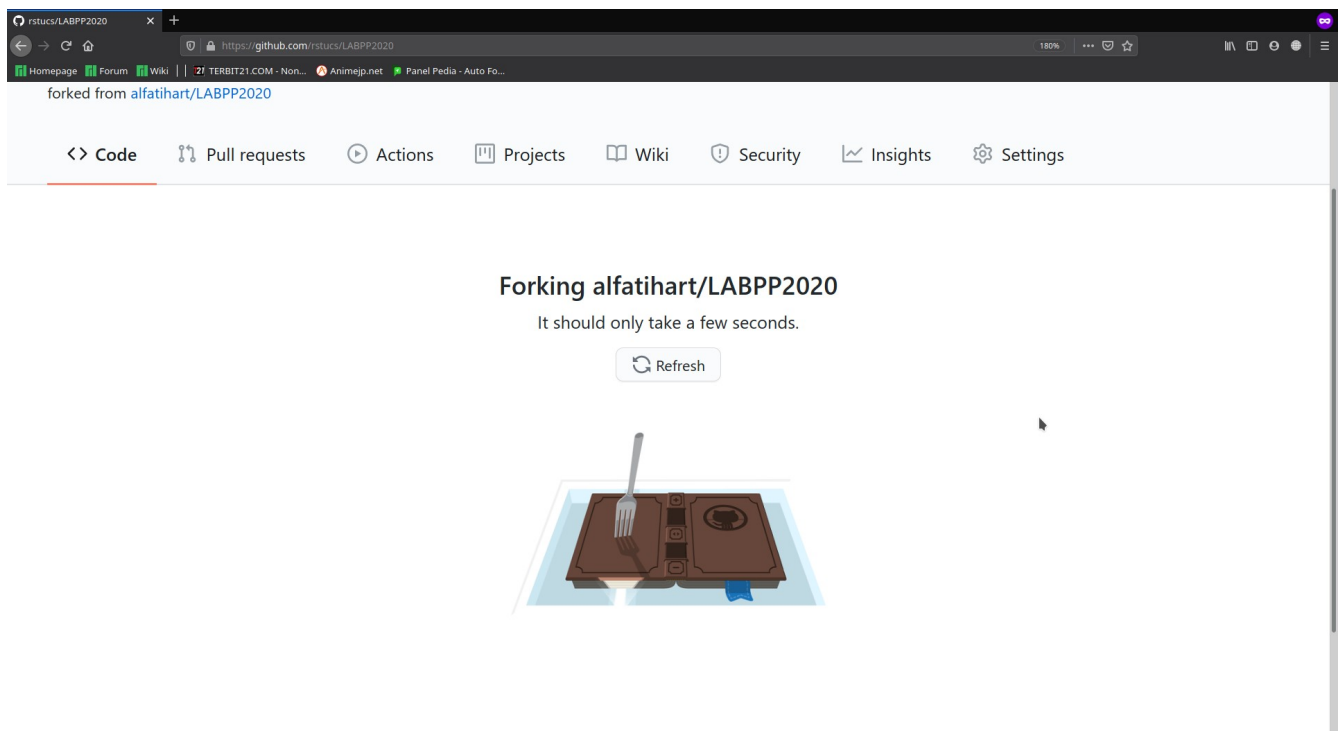 rstucs/LABPP2020
https://github.com/rstucs/LABPP2020
180%
Homepage Forum Wiki || 21 TERBIT21.COM - Non... Animejp.net Panel Pedia - Auto Fo...
forked from alfatihart/LABPP2020
<> Code Pull requests Actions Projects Wiki Security Insights Settings
Forking alfatihart/LABPP2020
It should only take a few seconds.
Refresh